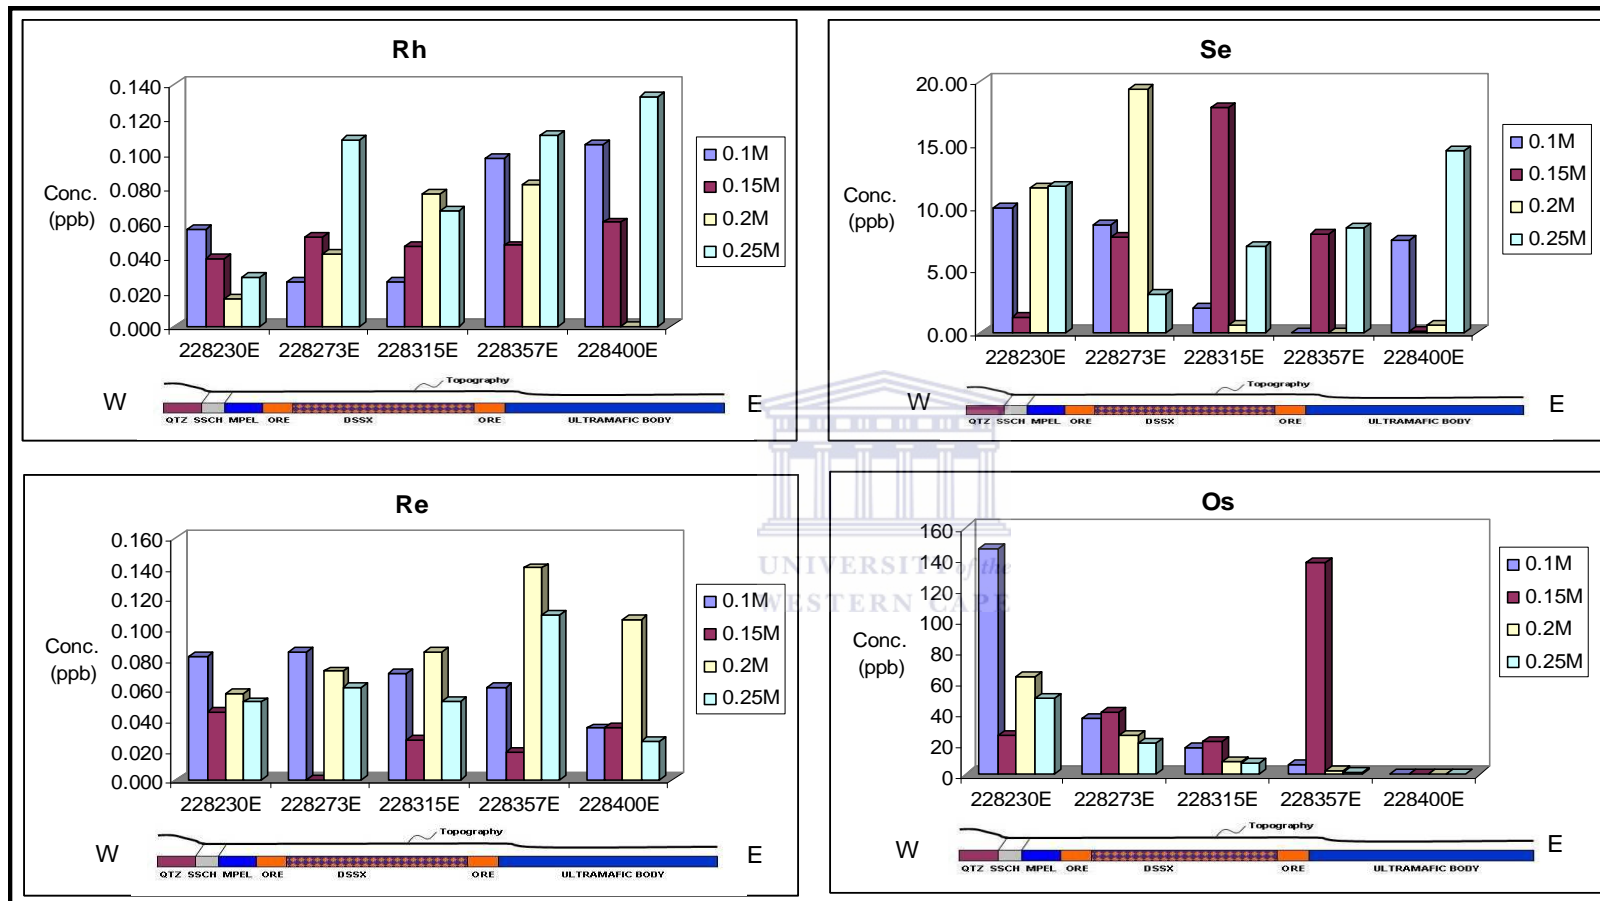 Rh
0.140
0.120
0.100
0.080
0.060
0.040
0.020
0.000
Conc.
(ppb)
228230E 228273E 228315E 228357E 228400E
0.1M
0.15M
0.2M
0.25M
Topography
W
E
QTZ SSCH MPEL ORE DSSX ORE ULTRAMAFIC BODY
Se
20.00
15.00
10.00
5.00
0.00
Conc.
(ppb)
228230E 228273E 228315E 228357E 228400E
0.1M
0.15M
0.2M
0.25M
Topography
W
E
QTZ SSCH MPEL ORE DSSX ORE ULTRAMAFIC BODY
Re
0.160
0.140
0.120
0.100
0.080
0.060
0.040
0.020
0.000
Conc.
(ppb)
228230E 228273E 228315E 228357E 228400E
0.1M
0.15M
0.2M
0.25M
Topography
W
E
QTZ SSCH MPEL ORE DSSX ORE ULTRAMAFIC BODY
Os
160
140
120
100
80
60
40
20
0
Conc.
(ppb)
228230E 228273E 228315E 228357E 228400E
0.1M
0.15M
0.2M
0.25M
Topography
W
E
QTZ SSCH MPEL ORE DSSX ORE ULTRAMAFIC BODY
UNIVERSITY of the
WESTERN CAPE